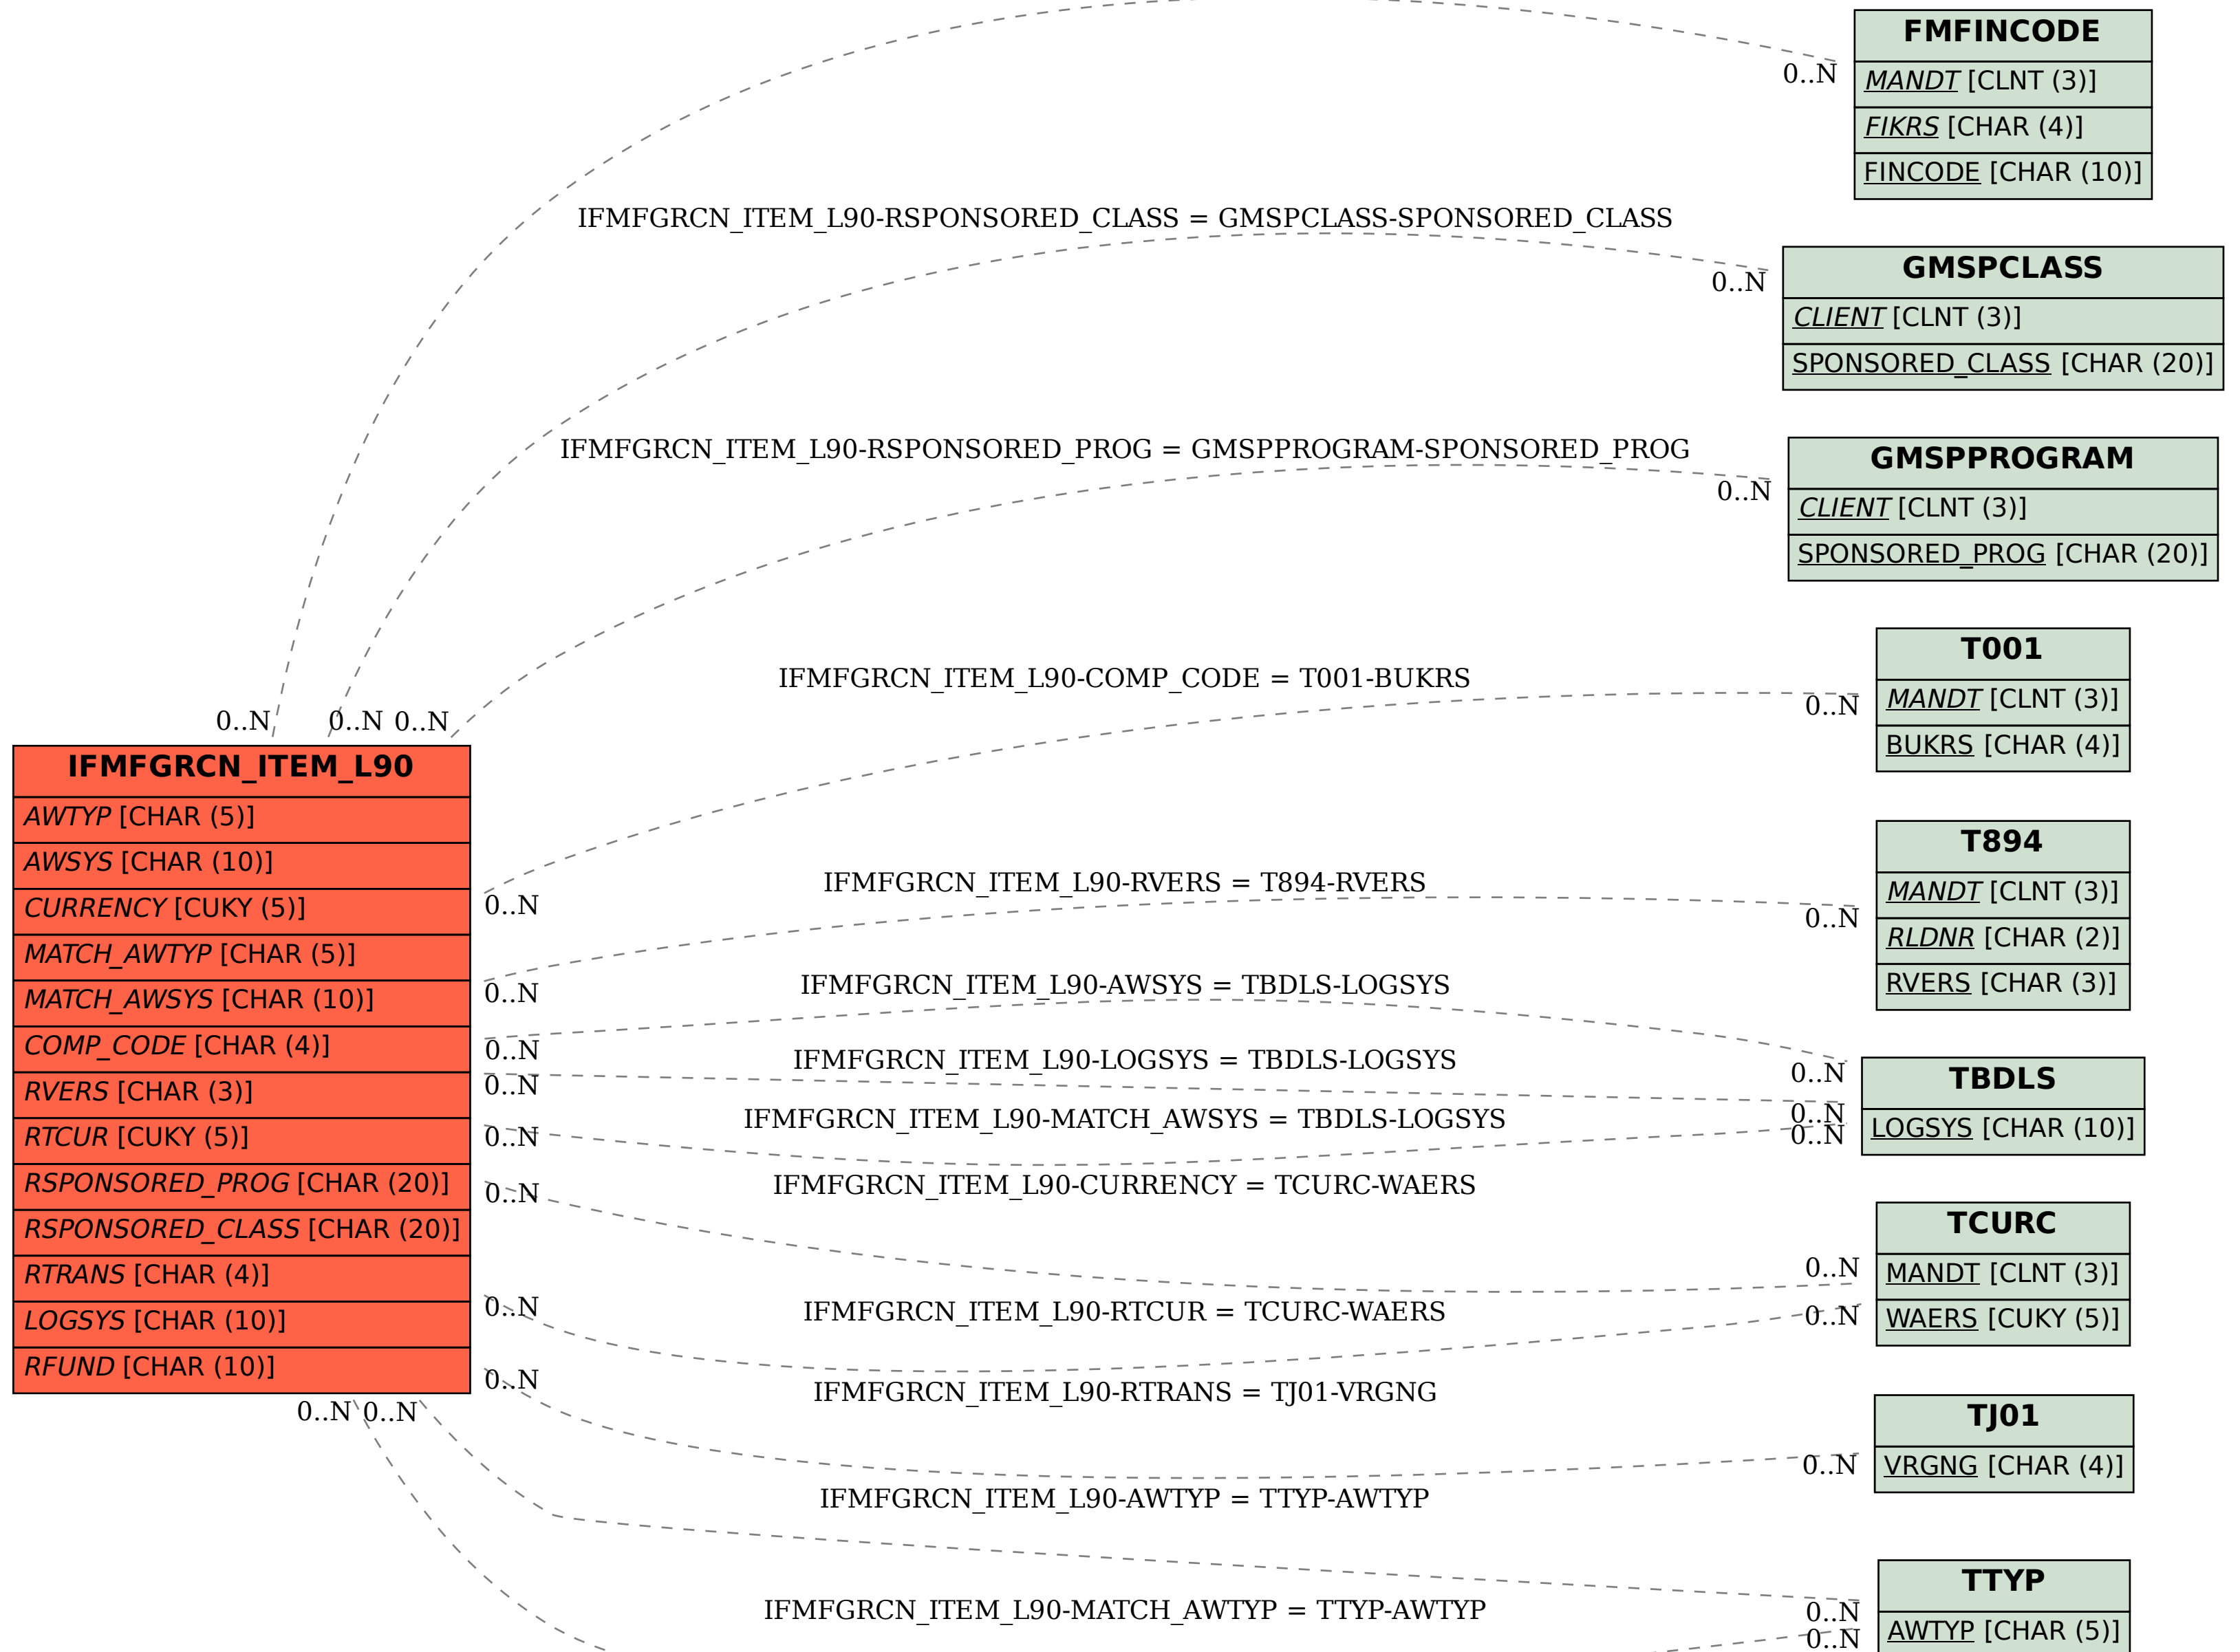 FMFINCODE
0..N
MANDT [CLNT (3)]
FIKRS [CHAR (4)]
FINCODE [CHAR (10)]
IFMFGRCN_ITEM_L90-RSPONSORED_CLASS = GMSPCLASS-SPONSORED_CLASS
GMSPCLASS
0..N
CLIENT [CLNT (3)]
SPONSORED_CLASS [CHAR (20)]
IFMFGRCN_ITEM_L90-RSPONSORED_PROG = GMSPPROGRAM-SPONSORED_PROG
GMSPPROGRAM
0..N
CLIENT [CLNT (3)]
SPONSORED_PROG [CHAR (20)]
IFMFGRCN_ITEM_L90-COMP_CODE = T001-BUKRS
T001
0..N
MANDT [CLNT (3)]
BUKRS [CHAR (4)]
0..N 0..N 0..N
IFMFGRCN_ITEM_L90
AWTYP [CHAR (5)]
AWSYS [CHAR (10)]
CURRENCY [CUKY (5)]
MATCH_AWTYP [CHAR (5)]
MATCH_AWSYS [CHAR (10)]
COMP_CODE [CHAR (4)]
RVERS [CHAR (3)]
RTCUR [CUKY (5)]
RSPONSORED_PROG [CHAR (20)]
RSPONSORED_CLASS [CHAR (20)]
RTRANS [CHAR (4)]
LOGSYS [CHAR (10)]
RFUND [CHAR (10)]
0..N 0..N
0..N
0..N
0..N
0..N
0..N
0..N
0..N
0..N
IFMFGRCN_ITEM_L90-RVERS = T894-RVERS
T894
0..N
MANDT [CLNT (3)]
RLDNR [CHAR (2)]
RVERS [CHAR (3)]
IFMFGRCN_ITEM_L90-AWSYS = TBDLS-LOGSYS
IFMFGRCN_ITEM_L90-LOGSYS = TBDLS-LOGSYS
IFMFGRCN_ITEM_L90-MATCH_AWSYS = TBDLS-LOGSYS
0..N
0..N
0..N
TBDLS
LOGSYS [CHAR (10)]
IFMFGRCN_ITEM_L90-CURRENCY = TCURC-WAERS
IFMFGRCN_ITEM_L90-RTCUR = TCURC-WAERS
0..N
0..N
TCURC
MANDT [CLNT (3)]
WAERS [CUKY (5)]
IFMFGRCN_ITEM_L90-RTRANS = TJ01-VRGNG
0..N
TJ01
VRGNG [CHAR (4)]
IFMFGRCN_ITEM_L90-AWTYP = TTYP-AWTYP
IFMFGRCN_ITEM_L90-MATCH_AWTYP = TTYP-AWTYP
0..N
0..N
TTYP
AWTYP [CHAR (5)]